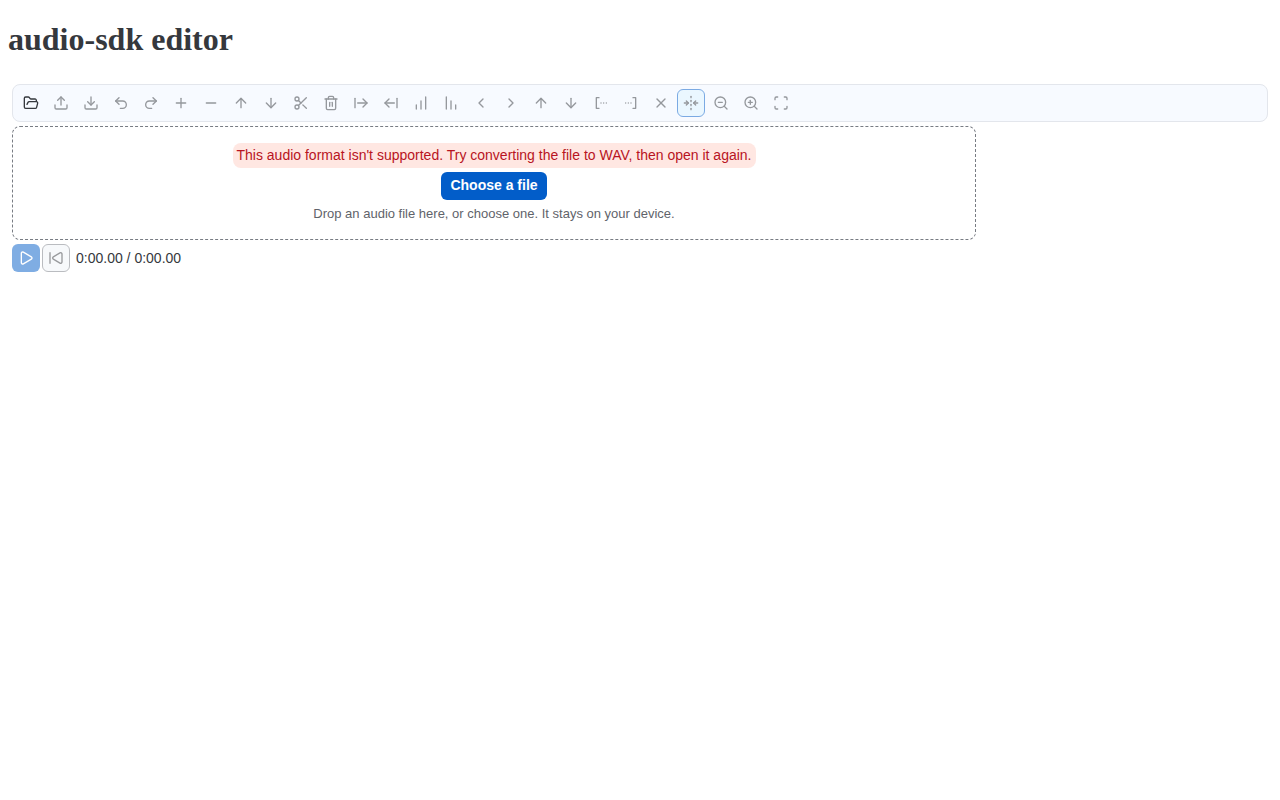 audio-sdk editor
This audio format isn't supported. Try converting the file to WAV, then open it again.
Choose a file
Drop an audio file here, or choose one. It stays on your device.
0:00.00 / 0:00.00